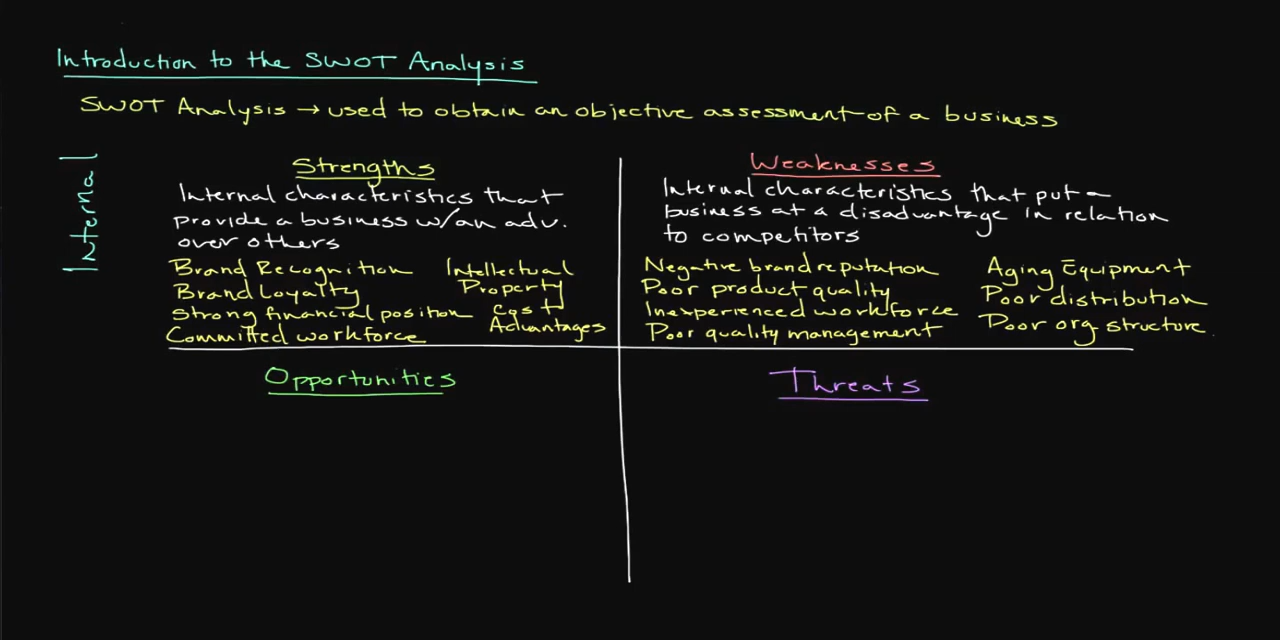 Introduction to the SWOT Analysis
SWOT Analysis → used to obtain an objective assessment of a business
Internal
Strengths
Internal characteristics that
provide a business w/an adv.
over others
Brand Recognition
Brand Loyalty
Strong financial position
Committed workforce
Intellectual
Property
Cost
Advantages
Weaknesses
Internal characteristics that put a
business at a disadvantage in relation
to competitors
Negative brand reputation
Poor product quality
Inexperienced workforce
Poor quality management
Aging Equipment
Poor distribution
Poor org structure.
Opportunities
Threats